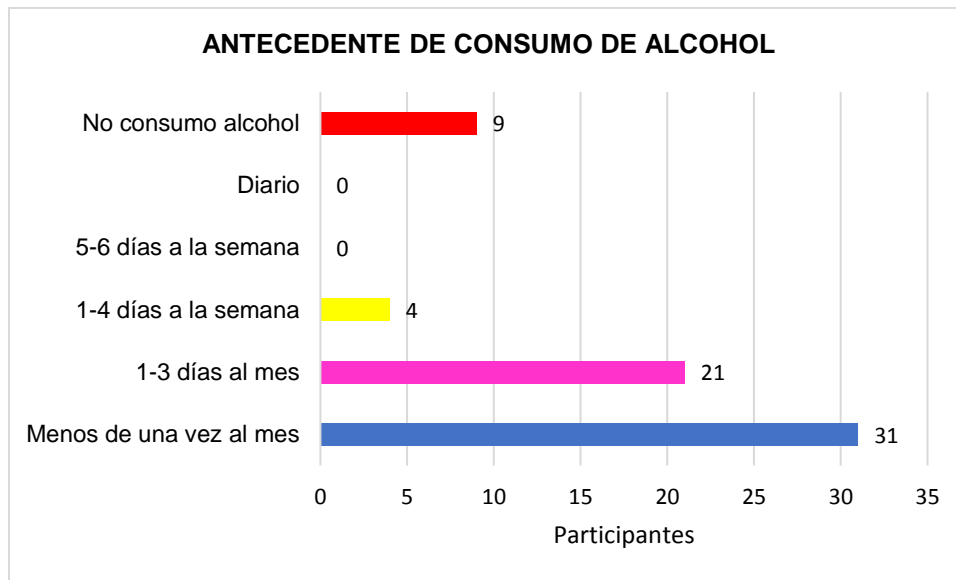 ANTECEDENTE DE CONSUMO DE ALCOHOL
No consumo alcohol 9
Diario 0
5-6 días a la semana 0
1-4 días a la semana 4
1-3 días al mes 21
Menos de una vez al mes 31
0 5 10 15 20 25 30 35
Participantes